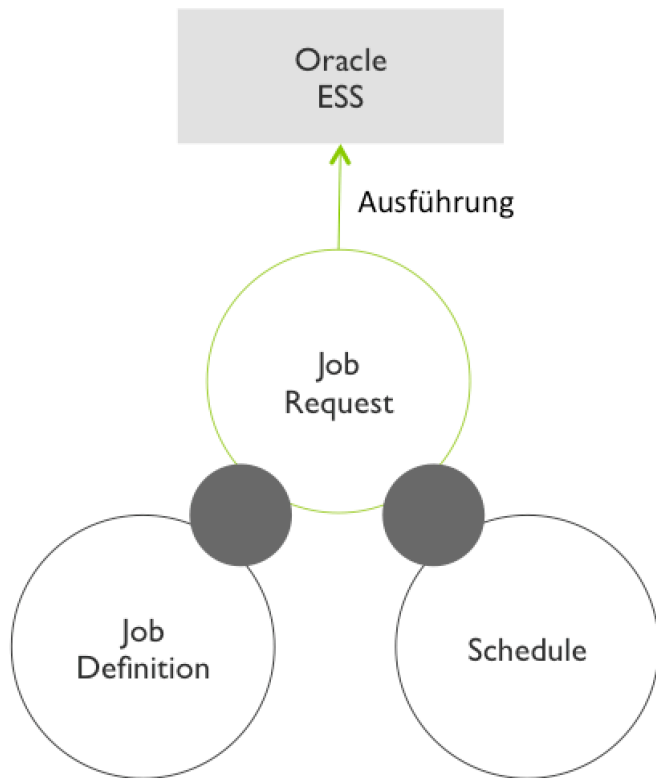 Oracle
ESS
Ausführung
Job
Request
Job
Definition
Schedule